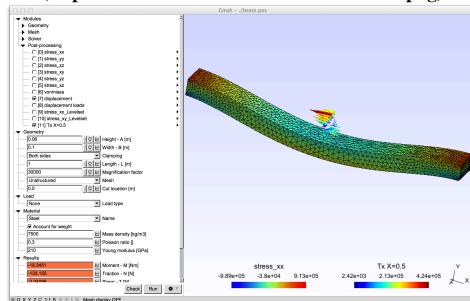 Gmsh - ./beam.pos
Modules
Geometry
Mesh
Solver
Post-processing
[0] stress_xx
[1] stress_yy
[2] stress_zz
[3] stress_xy
[4] stress_yz
[5] stress_xz
[6] vonmises
[7] displacement
[8] displacement loads
[9] stress_xx_Levelset
[10] stress_xy_Levelset
[11] Tx X=0.5
Geometry
0.06 Height - A [m]
0.1 Width - B [m]
Both sides Clamping
1 Length - L [m]
30000 Magnification factor
Unstructured Mesh
0.5 Cut location [m]
Load
None Load type
Material
Steel Name
Account for weight
7500 Mass density [kg/m3]
0.3 Poisson ratio []
210 Young modulus [GPa]
Results
Moment - M [Nm]
Traction - N [m]
Check Run
stress_xx
-9.89e+05 -3.8e+04 9.13e+05
Tx X=0.5
2.42e+03 2.13e+05 4.24e+05
Y
Z X
Mesh display OFF